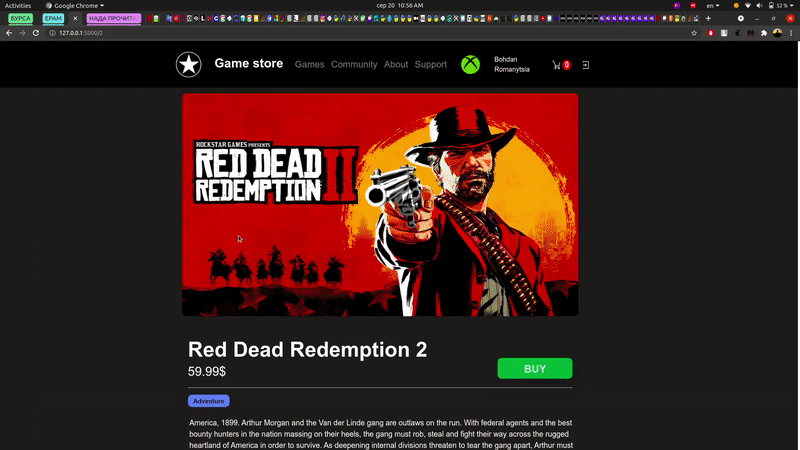 Activities
Google Chrome
сер 20 10:56 AM
en
52 %
БУРСА
EPAM
НАДА ПРОЧИТА
127.0.0.1:5000/2
Game store
Games
Community
About
Support
Bohdan
Romanytsia
0
ROCKSTAR GAMES PRESENTS
RED DEAD
REDEMPTION
II
Red Dead Redemption 2
59.99$
BUY
Adventure
America, 1899. Arthur Morgan and the Van der Linde gang are outlaws on the run. With federal agents and the best
bounty hunters in the nation massing on their heels, the gang must rob, steal and fight their way across the rugged
heartland of America in order to survive. As deepening internal divisions threaten to tear the gang apart, Arthur must